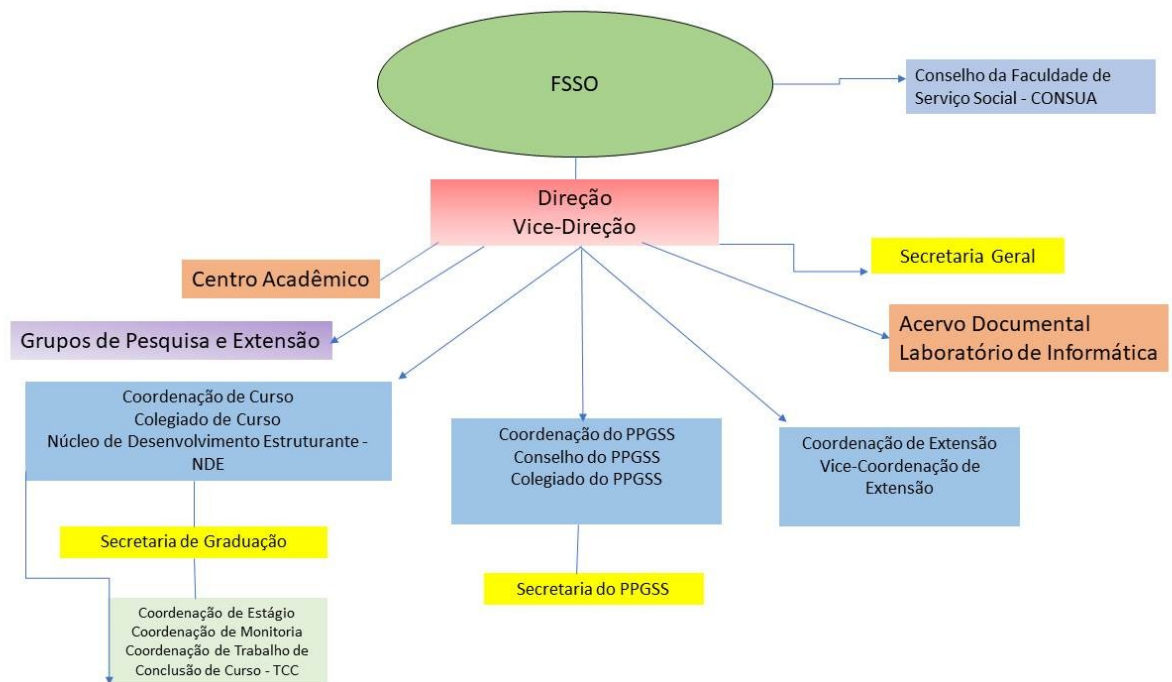 FSSO
Conselho da Faculdade de
Serviço Social - CONSUA
Direção
Vice-Direção
Secretaria Geral
Centro Acadêmico
Grupos de Pesquisa e Extensão
Acervo Documental
Laboratório de Informática
Coordenação de Curso
Colegiado de Curso
Núcleo de Desenvolvimento Estruturante -
NDE
Coordenação do PPGSS
Conselho do PPGSS
Colegiado do PPGSS
Coordenação de Extensão
Vice-Coordenação de
Extensão
Secretaria de Graduação
Secretaria do PPGSS
Coordenação de Estágio
Coordenação de Monitoria
Coordenação de Trabalho de
Conclusão de Curso - TCC